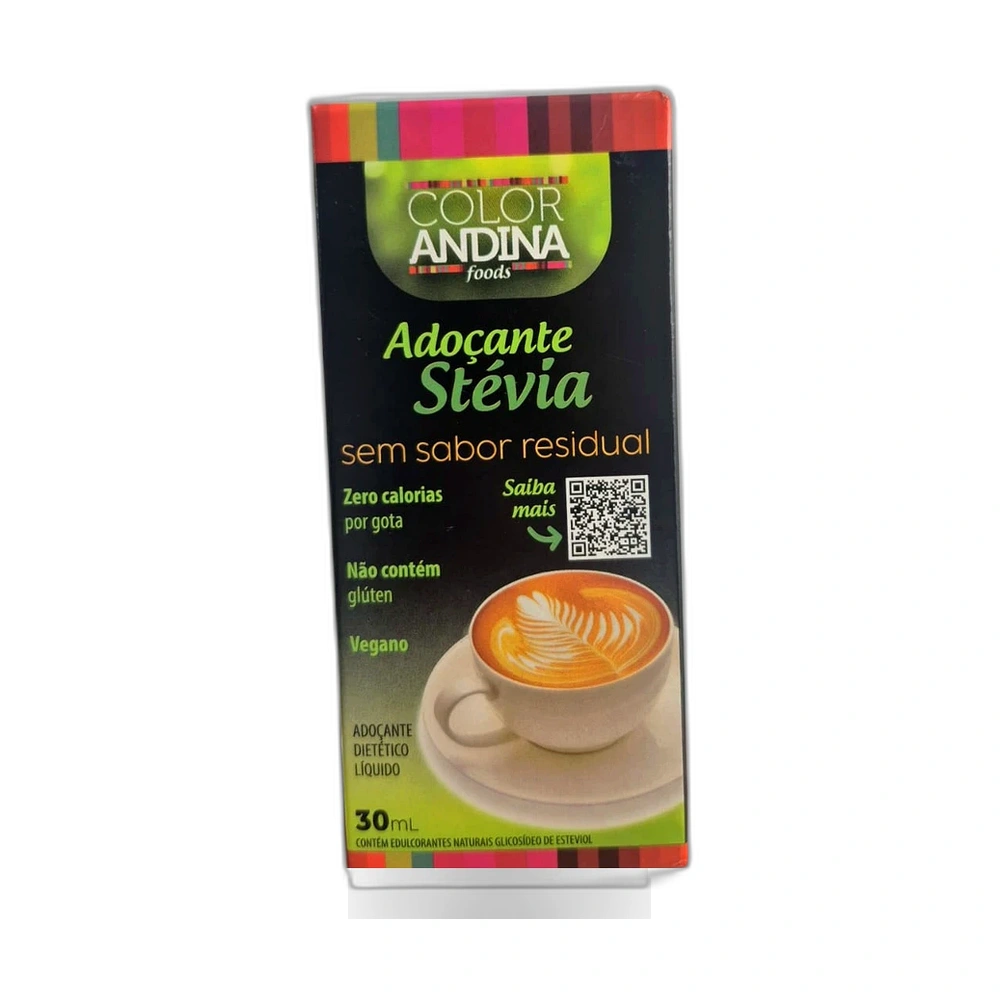 COLOR
ANDINA
foods
Adoçante
Stévia
sem sabor residual
Zero calorias
por gota
Saiba
mais
Não contém
glúten
Vegano
ADOÇANTE
DIETÉTICO
LÍQUIDO
30mL
CONTÉM EDULCORANTES NATURAIS GLICOSÍDEO DE ESTEVIOL